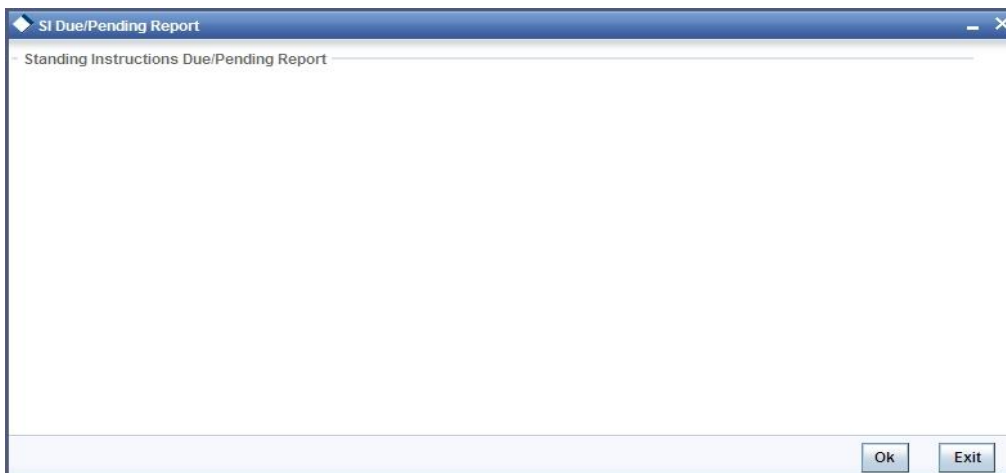 SI Due/Pending Report
Standing Instructions Due/Pending Report
Ok Exit